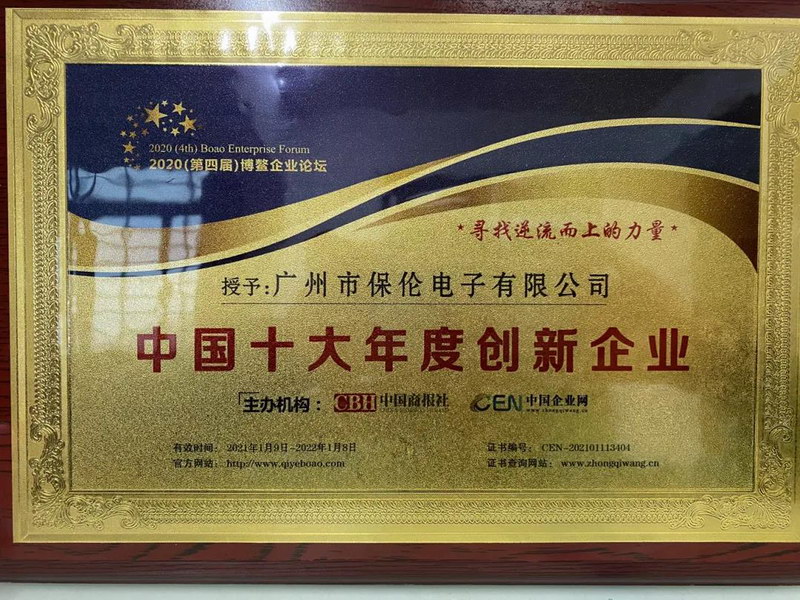 2020 (4th) Boao Enterprise Forum
2020(第四届)博鳌企业论坛
*寻找逆流而上的力量*
授予:广州市保伦电子有限公司
中国十大年度创新企业
主办机构： CBH 中国商报社 CEN 中国企业网
www.zhongqiwang.cn
有效时间： 2021年1月9日-2022年1月8日
证书编号： CEN-202101113404
官方网站： http://www.qiyeboao.com
证书查询网站： www.zhongqiwang.cn